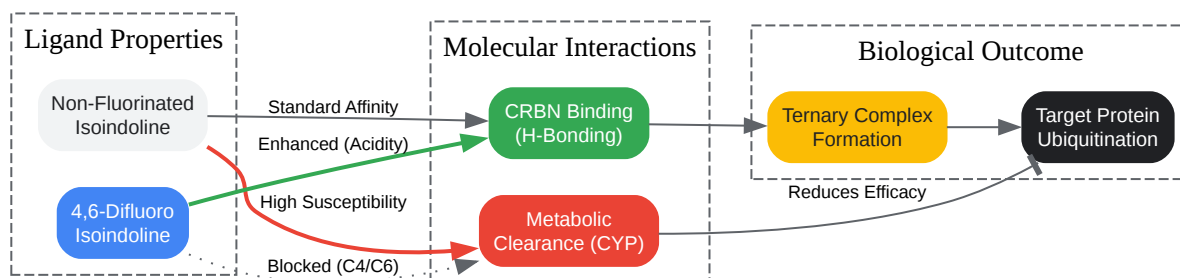 Ligand Properties
Non-Fluorinated
Isoindoline
4,6-Difluoro
Isoindoline
Standard Affinity
Enhanced (Acidity)
High Susceptibility
Blocked (C4/C6)
Molecular Interactions
CRBN Binding
(H-Bonding)
Metabolic
Clearance (CYP)
Biological Outcome
Ternary Complex
Formation
Target Protein
Ubiquitination
Reduces Efficacy